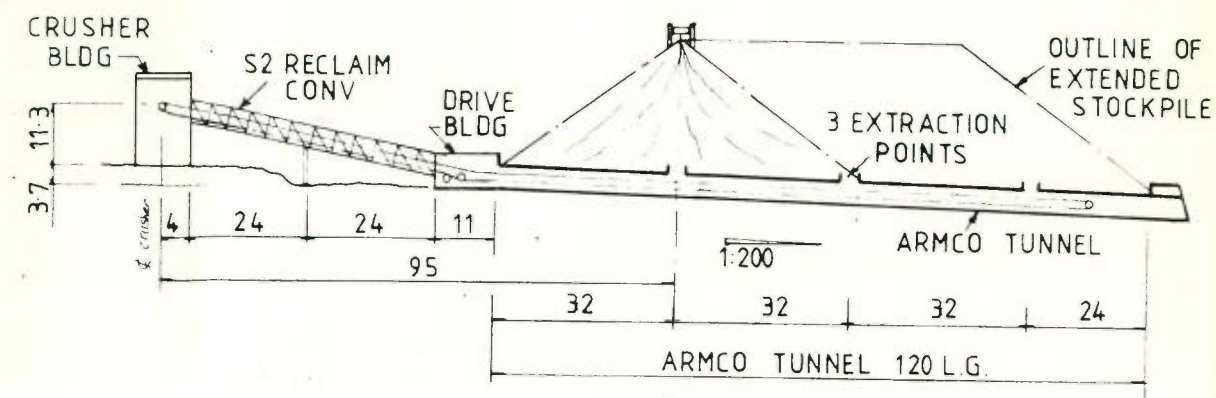 CRUSHER
BLDG
S2 RECLAIM
CONV
DRIVE
BLDG
OUTLINE OF
EXTENDED
STOCKPILE
3 EXTRACTION
POINTS
11·3
3·7
℄ crusher
4
24
24
11
1:200
ARMCO TUNNEL
95
32
32
32
24
ARMCO TUNNEL 120 L.G.